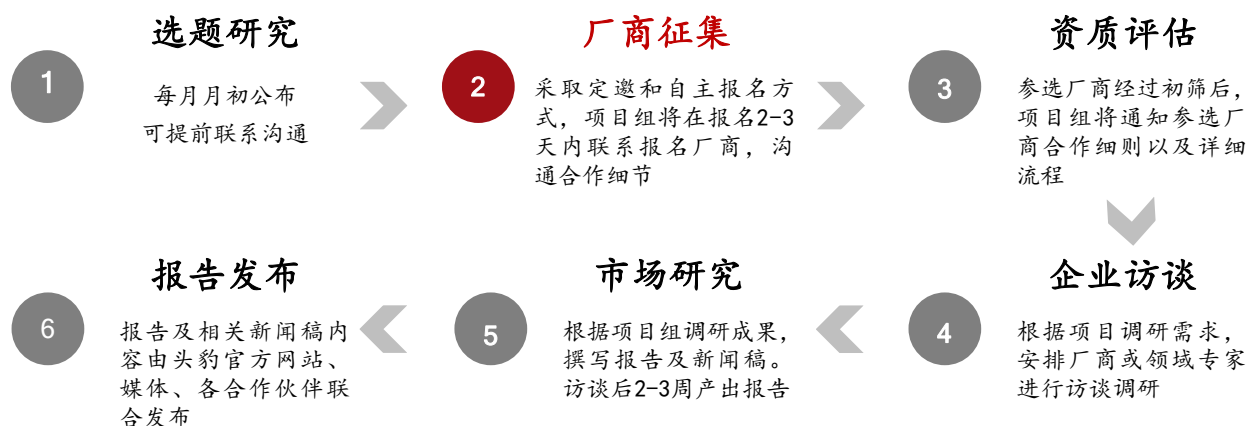 1
选题研究
每月月初公布
可提前联系沟通
2
厂商征集
采取定邀和自主报名方
式，项目组将在报名2-3
天内联系报名厂商，沟
通合作细节
3
资质评估
参选厂商经过初筛后，
项目组将通知参选厂
商合作细则以及详细
流程
4
企业访谈
根据项目调研需求，
安排厂商或领域专家
进行访谈调研
5
市场研究
根据项目组调研成果，
撰写报告及新闻稿。
访谈后2-3周产出报告
6
报告发布
报告及相关新闻稿内
容由头豹官方网站、
媒体、各合作伙伴联
合发布